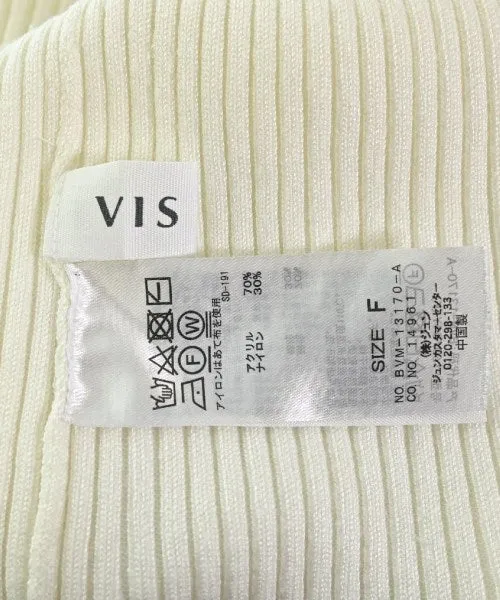 VIS
SD-191
アイロンはあて布を使用
アクリル 70%
ナイロン 30%
SIZE F
NO. BVM-13170-A
CO. NO. 14961
(株)ジュン
ジュンカスタマーセンター
0120-298-133
中国製